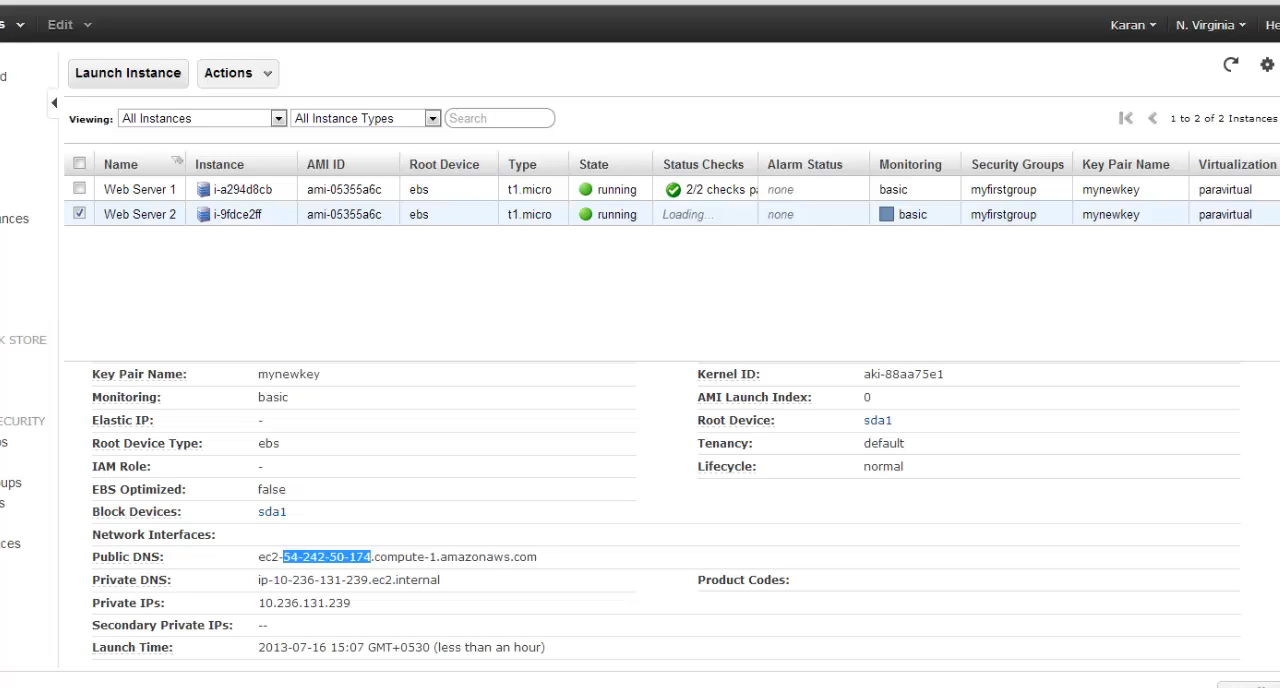 s Edit Karan N. Virginia He
d Launch Instance Actions
Viewing: All Instances All Instance Types Search 1 to 2 of 2 Instances
Name Instance AMI ID Root Device Type State Status Checks Alarm Status Monitoring Security Groups Key Pair Name Virtualization
Web Server 1 i-a294d8cb ami-05355a6c ebs t1.micro running 2/2 checks pa none basic myfirstgroup mynewkey paravirtual
Web Server 2 i-9fdce2ff ami-05355a6c ebs t1.micro running Loading... none basic myfirstgroup mynewkey paravirtual
ances
K STORE
ECURITY
ps
oups
s
ces
Key Pair Name: mynewkey Kernel ID: aki-88aa75e1
Monitoring: basic AMI Launch Index: 0
Elastic IP: - Root Device: sda1
Root Device Type: ebs Tenancy: default
IAM Role: - Lifecycle: normal
EBS Optimized: false
Block Devices: sda1
Network Interfaces:
Public DNS: ec2-54-242-50-174.compute-1.amazonaws.com
Private DNS: ip-10-236-131-239.ec2.internal Product Codes:
Private IPs: 10.236.131.239
Secondary Private IPs: --
Launch Time: 2013-07-16 15:07 GMT+0530 (less than an hour)